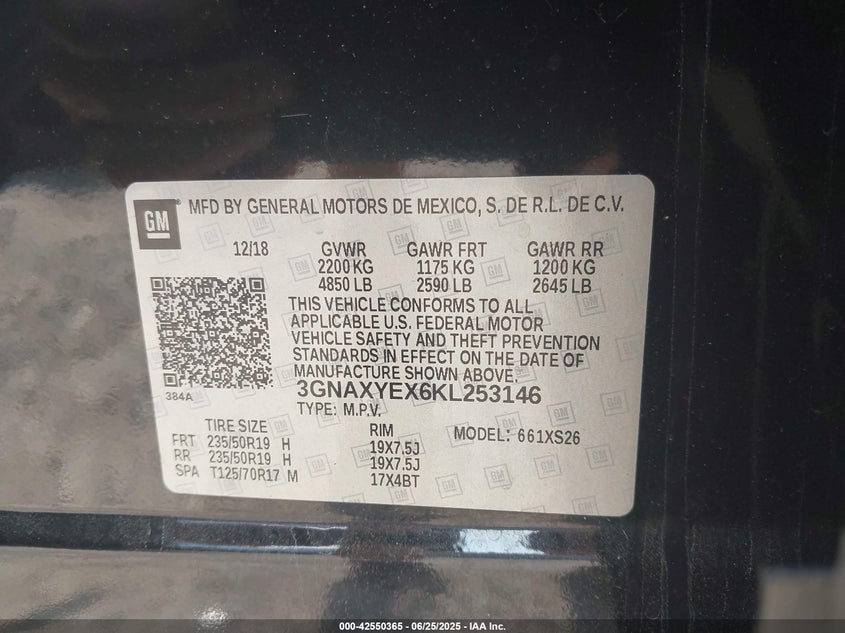 GM
MFD BY GENERAL MOTORS DE MEXICO, S. DE R.L. DE C.V.
12/18 GVWR GAWR FRT GAWR RR
2200 KG 1175 KG 1200 KG
4850 LB 2590 LB 2645 LB
THIS VEHICLE CONFORMS TO ALL
APPLICABLE U.S. FEDERAL MOTOR
VEHICLE SAFETY AND THEFT PREVENTION
STANDARDS IN EFFECT ON THE DATE OF
MANUFACTURE SHOWN ABOVE.
384A
3GNAXYEX6KL253146
TYPE: M.P.V.
TIRE SIZE RIM MODEL: 661XS26
FRT 235/50R19 H 19X7.5J
RR 235/50R19 H 19X7.5J
SPA T125/70R17 M 17X4BT
000-42550365 - 06/25/2025 - IAA Inc.